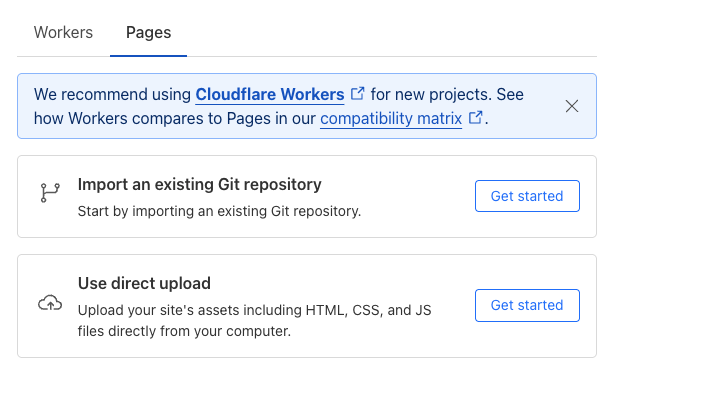 Workers Pages
We recommend using Cloudflare Workers for new projects. See
how Workers compares to Pages in our compatibility matrix .
Import an existing Git repository
Start by importing an existing Git repository.
Get started
Use direct upload
Upload your site's assets including HTML, CSS, and JS
files directly from your computer.
Get started